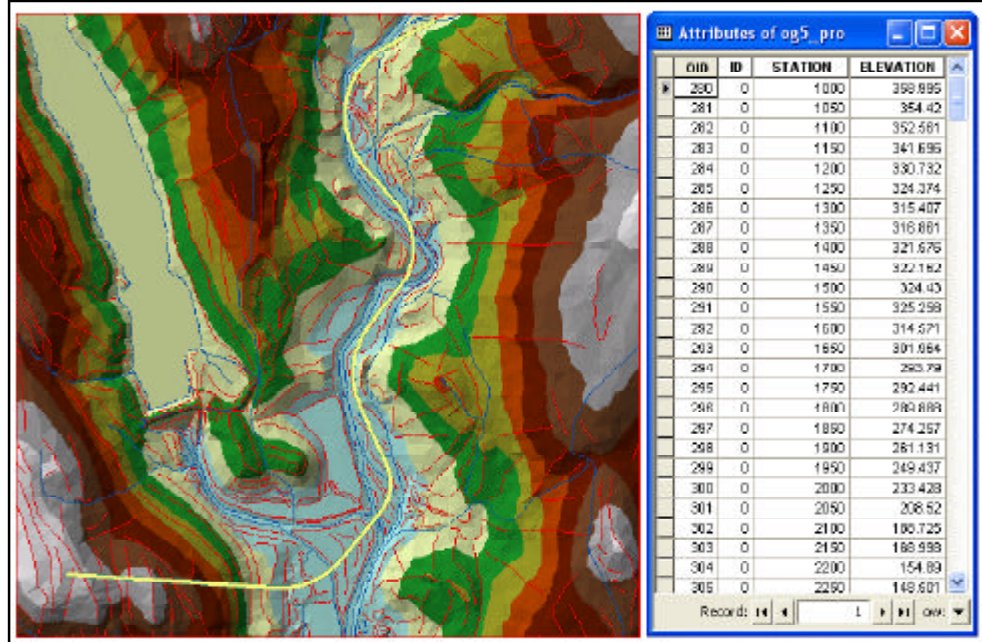 Attributes of og5_pro
OID ID STATION ELEVATION
280 0 1000 358.995
281 0 1050 354.42
282 0 1100 352.581
283 0 1150 341.696
284 0 1200 330.732
285 0 1250 324.374
286 0 1300 315.407
287 0 1350 316.881
288 0 1400 321.676
289 0 1450 322.162
290 0 1500 324.43
291 0 1550 325.258
292 0 1600 314.571
293 0 1650 301.964
294 0 1700 293.79
295 0 1750 292.441
296 0 1800 289.888
297 0 1850 274.257
298 0 1900 261.131
299 0 1950 249.437
300 0 2000 233.428
301 0 2050 208.52
302 0 2100 188.725
303 0 2150 168.998
304 0 2200 154.89
305 0 2250 148.601
Record: 1